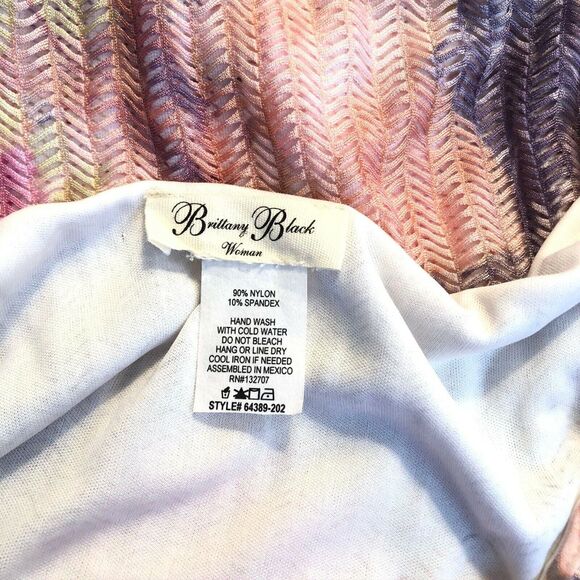 Brittany Black
Woman
90% NYLON
10% SPANDEX
HAND WASH
WITH COLD WATER
DO NOT BLEACH
HANG OR LINE DRY
COOL IRON IF NEEDED
ASSEMBLED IN MEXICO
RN#132707
STYLE# 64389-202